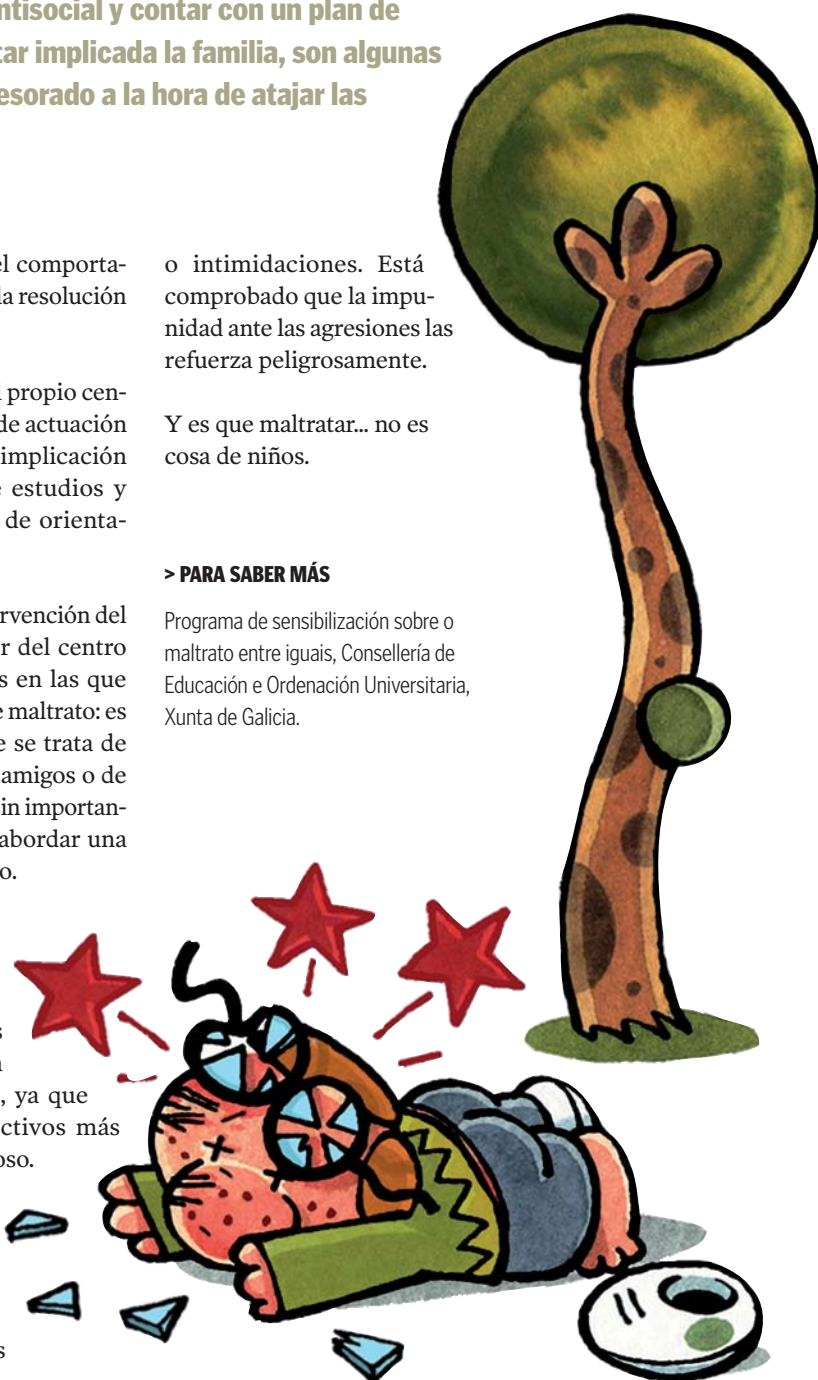 ntisocial y contar con un plan de
tar implicada la familia, son algunas
esorado a la hora de atajar las
el comporta-
la resolución
l propio cen-
de actuación
implicación
e estudios y
de orienta-
ervención del
r del centro
s en las que
e maltrato: es
e se trata de
amigos o de
in importan-
abordar una
o.
s
a
, ya que
ctivos más
oso.
s
o intimidaciones. Está
comprobado que la impu-
nidad ante las agresiones las
refuerza peligrosamente.
Y es que maltratar... no es
cosa de niños.
> PARA SABER MÁS
Programa de sensibilización sobre o
maltrato entre iguais, Consellería de
Educación e Ordenación Universitaria,
Xunta de Galicia.